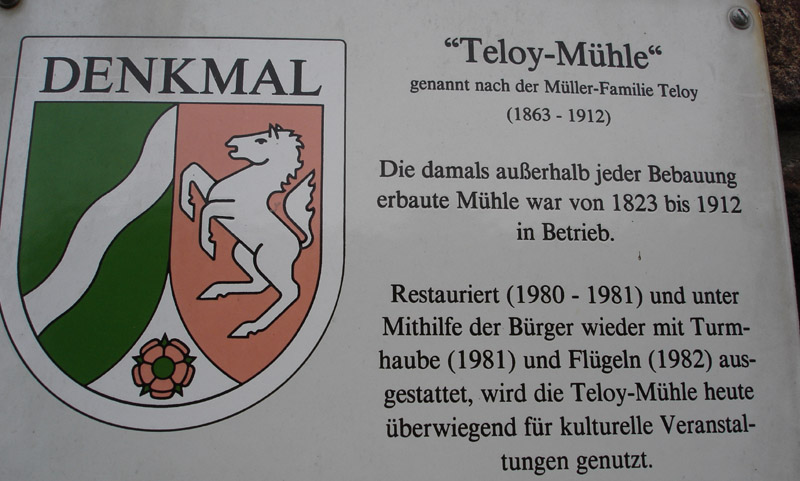 DENKMAL
“Teloy-Mühle“
genannt nach der Müller-Familie Teloy
(1863 - 1912)
Die damals außerhalb jeder Bebauung
erbaute Mühle war von 1823 bis 1912
in Betrieb.
Restauriert (1980 - 1981) und unter
Mithilfe der Bürger wieder mit Turm-
haube (1981) und Flügeln (1982) aus-
gestattet, wird die Teloy-Mühle heute
überwiegend für kulturelle Veranstal-
tungen genutzt.